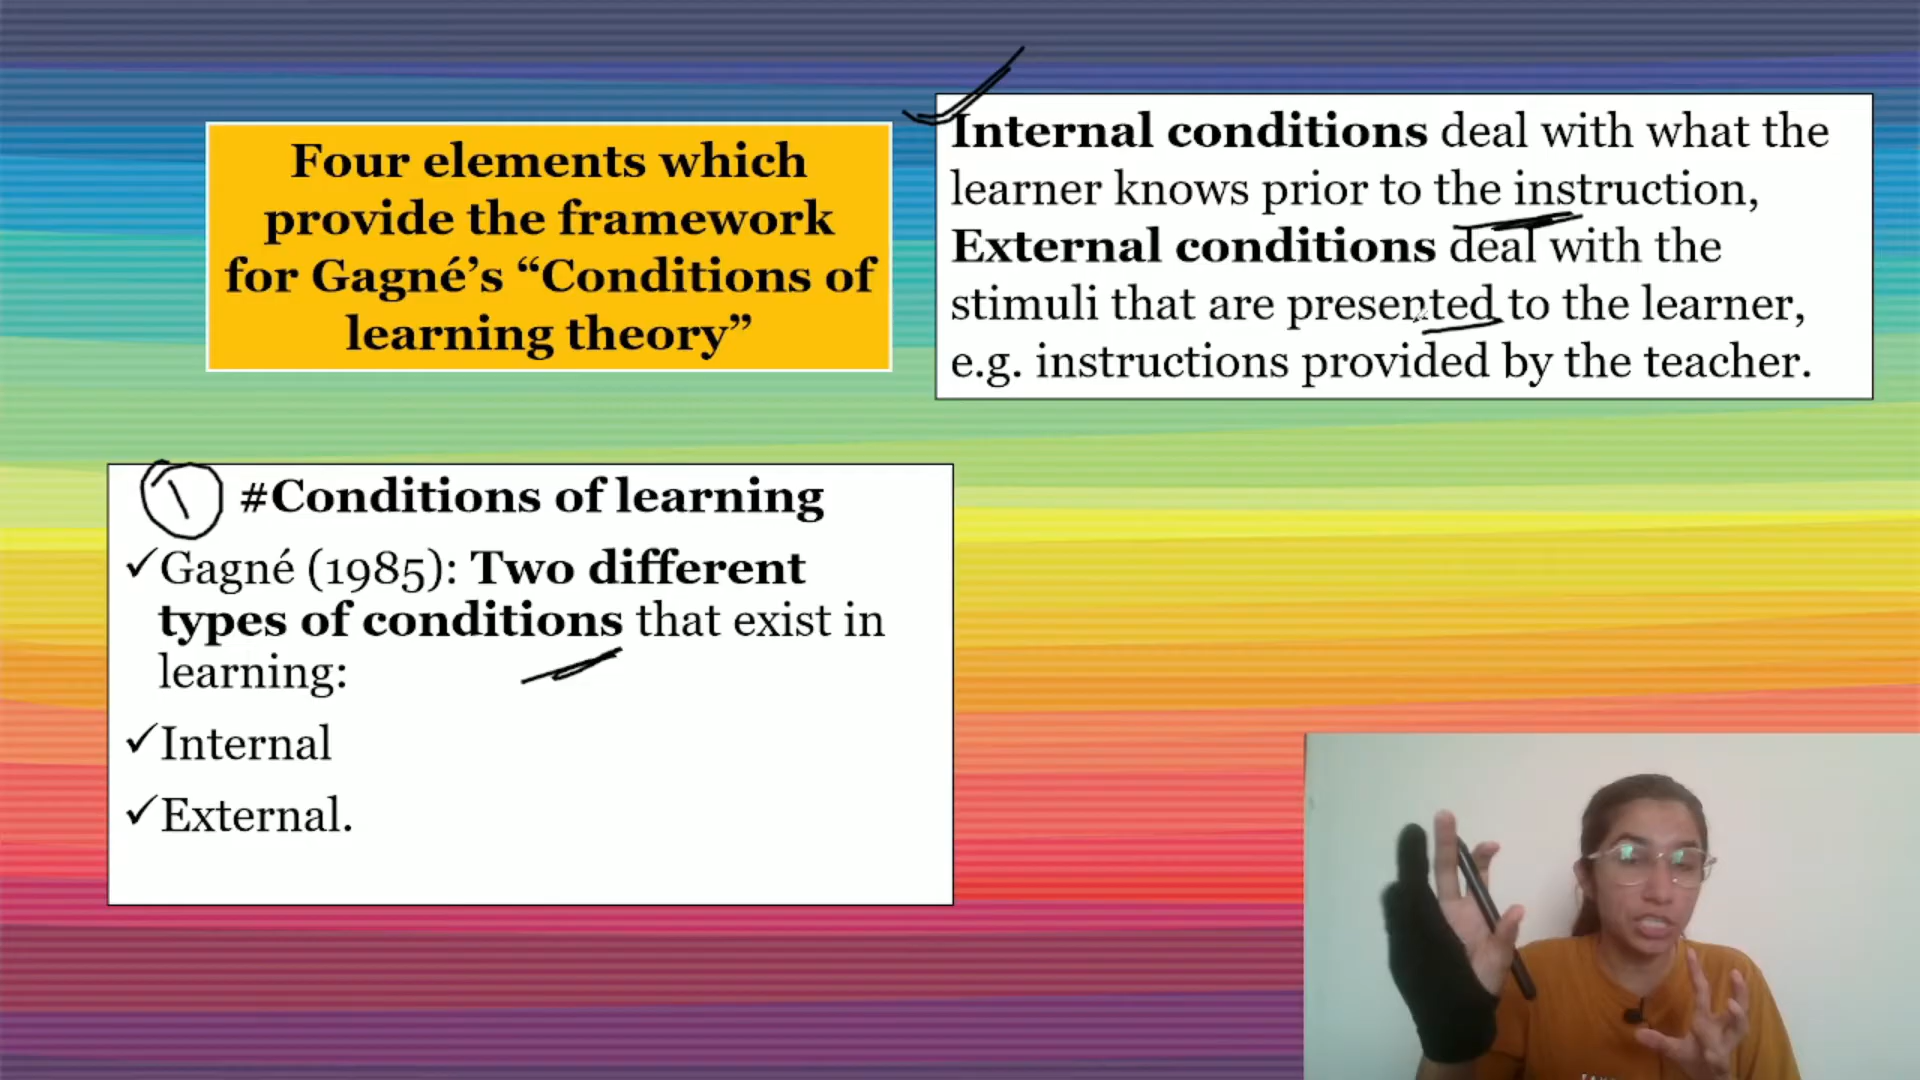 Four elements which
provide the framework
for Gagné’s “Conditions of
learning theory”
Internal conditions deal with what the
learner knows prior to the instruction,
External conditions deal with the
stimuli that are presented to the learner,
e.g. instructions provided by the teacher.
#Conditions of learning
✓Gagné (1985): Two different
types of conditions that exist in
learning:
✓Internal
✓External.